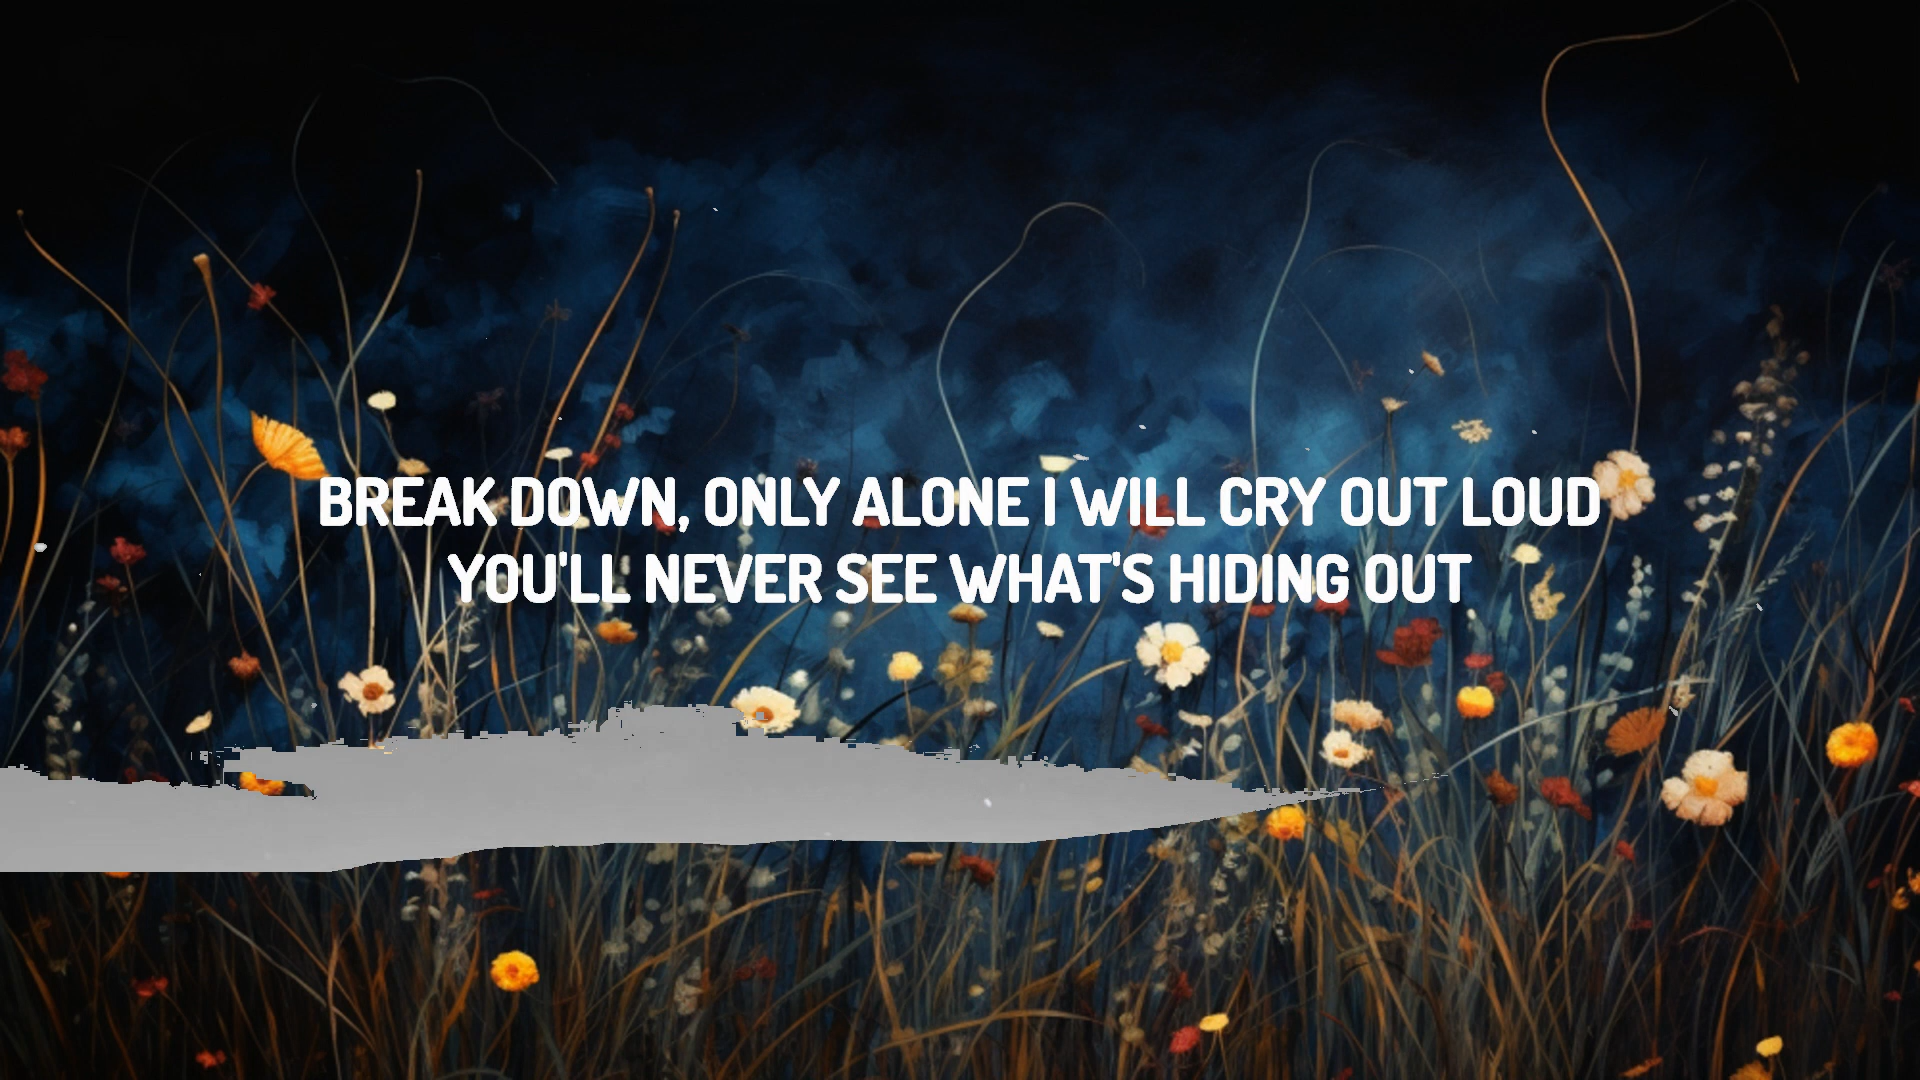 BREAK DOWN, ONLY ALONE I WILL CRY OUT LOUD
YOU'LL NEVER SEE WHAT'S HIDING OUT